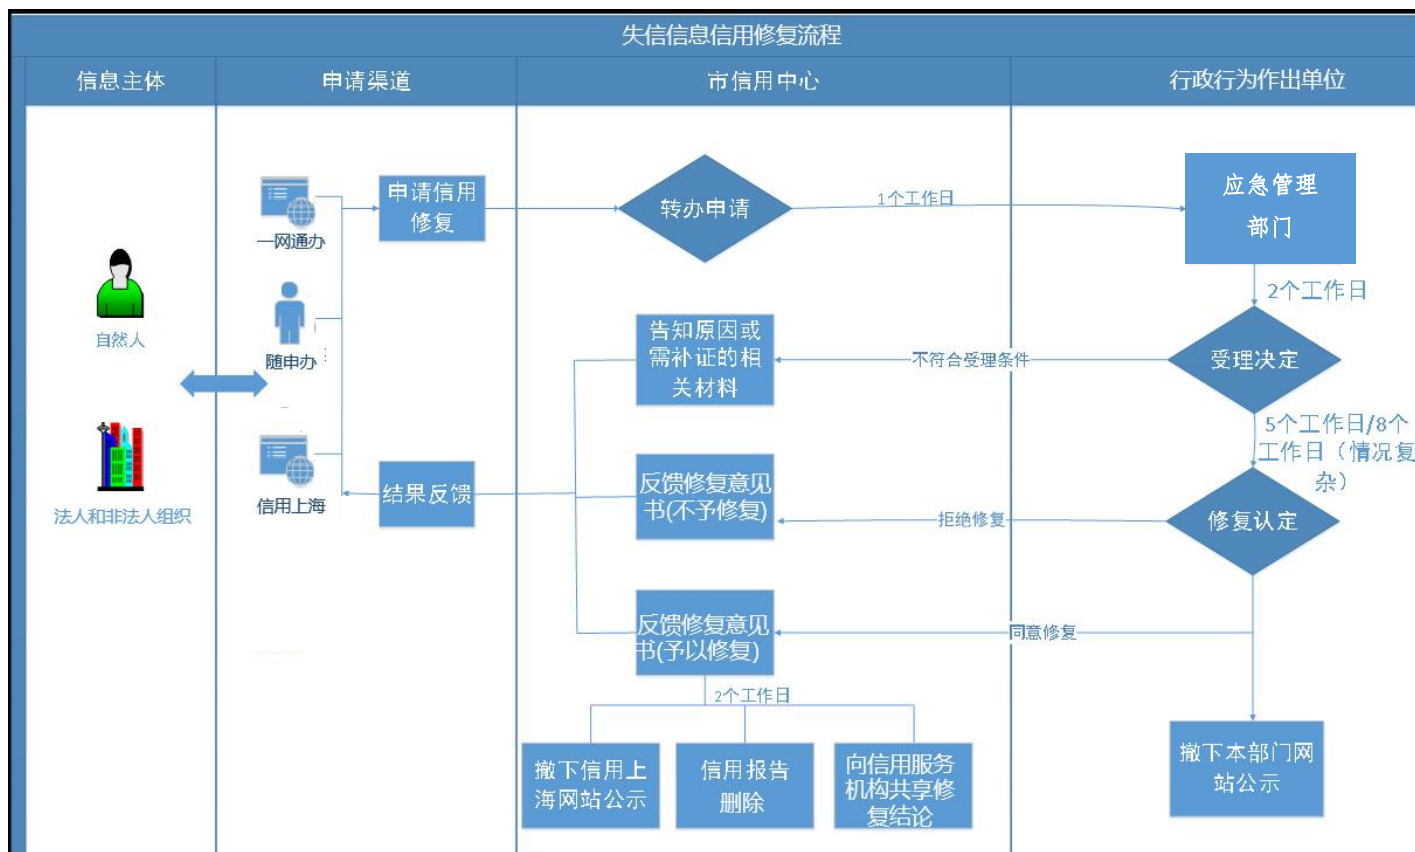 失信信息信用修复流程
信息主体
申请渠道
市信用中心
行政行为作出单位
自然人
法人和非法人组织
一网通办
随申办
信用上海
申请信用
修复
结果反馈
转办申请
1个工作日
应急管理
部门
2个工作日
告知原因或
需补证的相
关材料
不符合受理条件
受理决定
5个工作日/8个
工作日（情况复
杂）
反馈修复意见
书(不予修复)
拒绝修复
修复认定
反馈修复意见
书(予以修复)
同意修复
2个工作日
撤下信用上
海网站公示
信用报告
删除
向信用服务
机构共享修
复结论
撤下本部门网
站公示